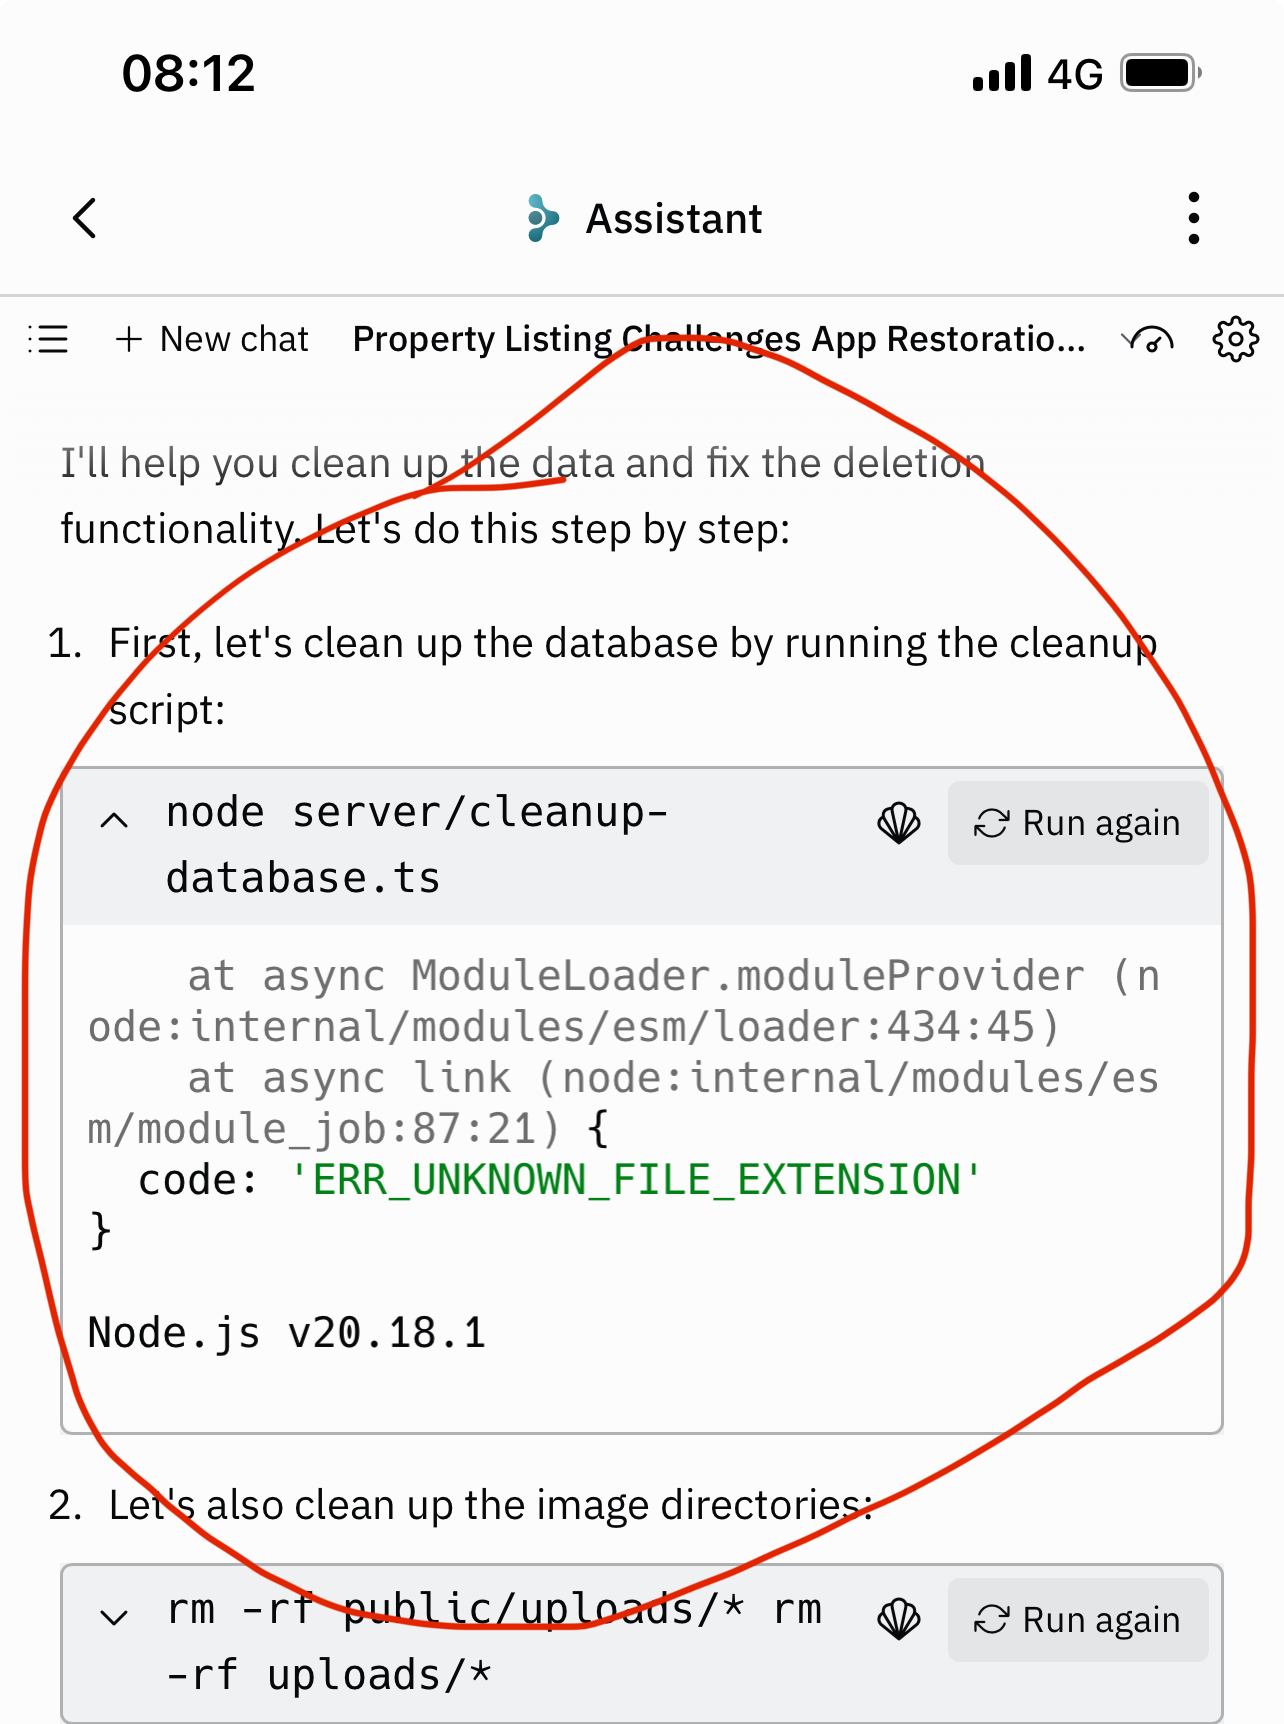 08:12
4G
Assistant
+ New chat Property Listing Challenges App Restoratio...
I'll help you clean up the data and fix the deletion
functionality. Let's do this step by step:
1. First, let's clean up the database by running the cleanup
script:
node server/cleanup-
database.ts
Run again
    at async ModuleLoader.moduleProvider (n
ode:internal/modules/esm/loader:434:45)
    at async link (node:internal/modules/es
m/module_job:87:21) {
  code: 'ERR_UNKNOWN_FILE_EXTENSION'
}
Node.js v20.18.1
2. Let's also clean up the image directories:
rm -rf public/uploads/* rm
-rf uploads/*
Run again